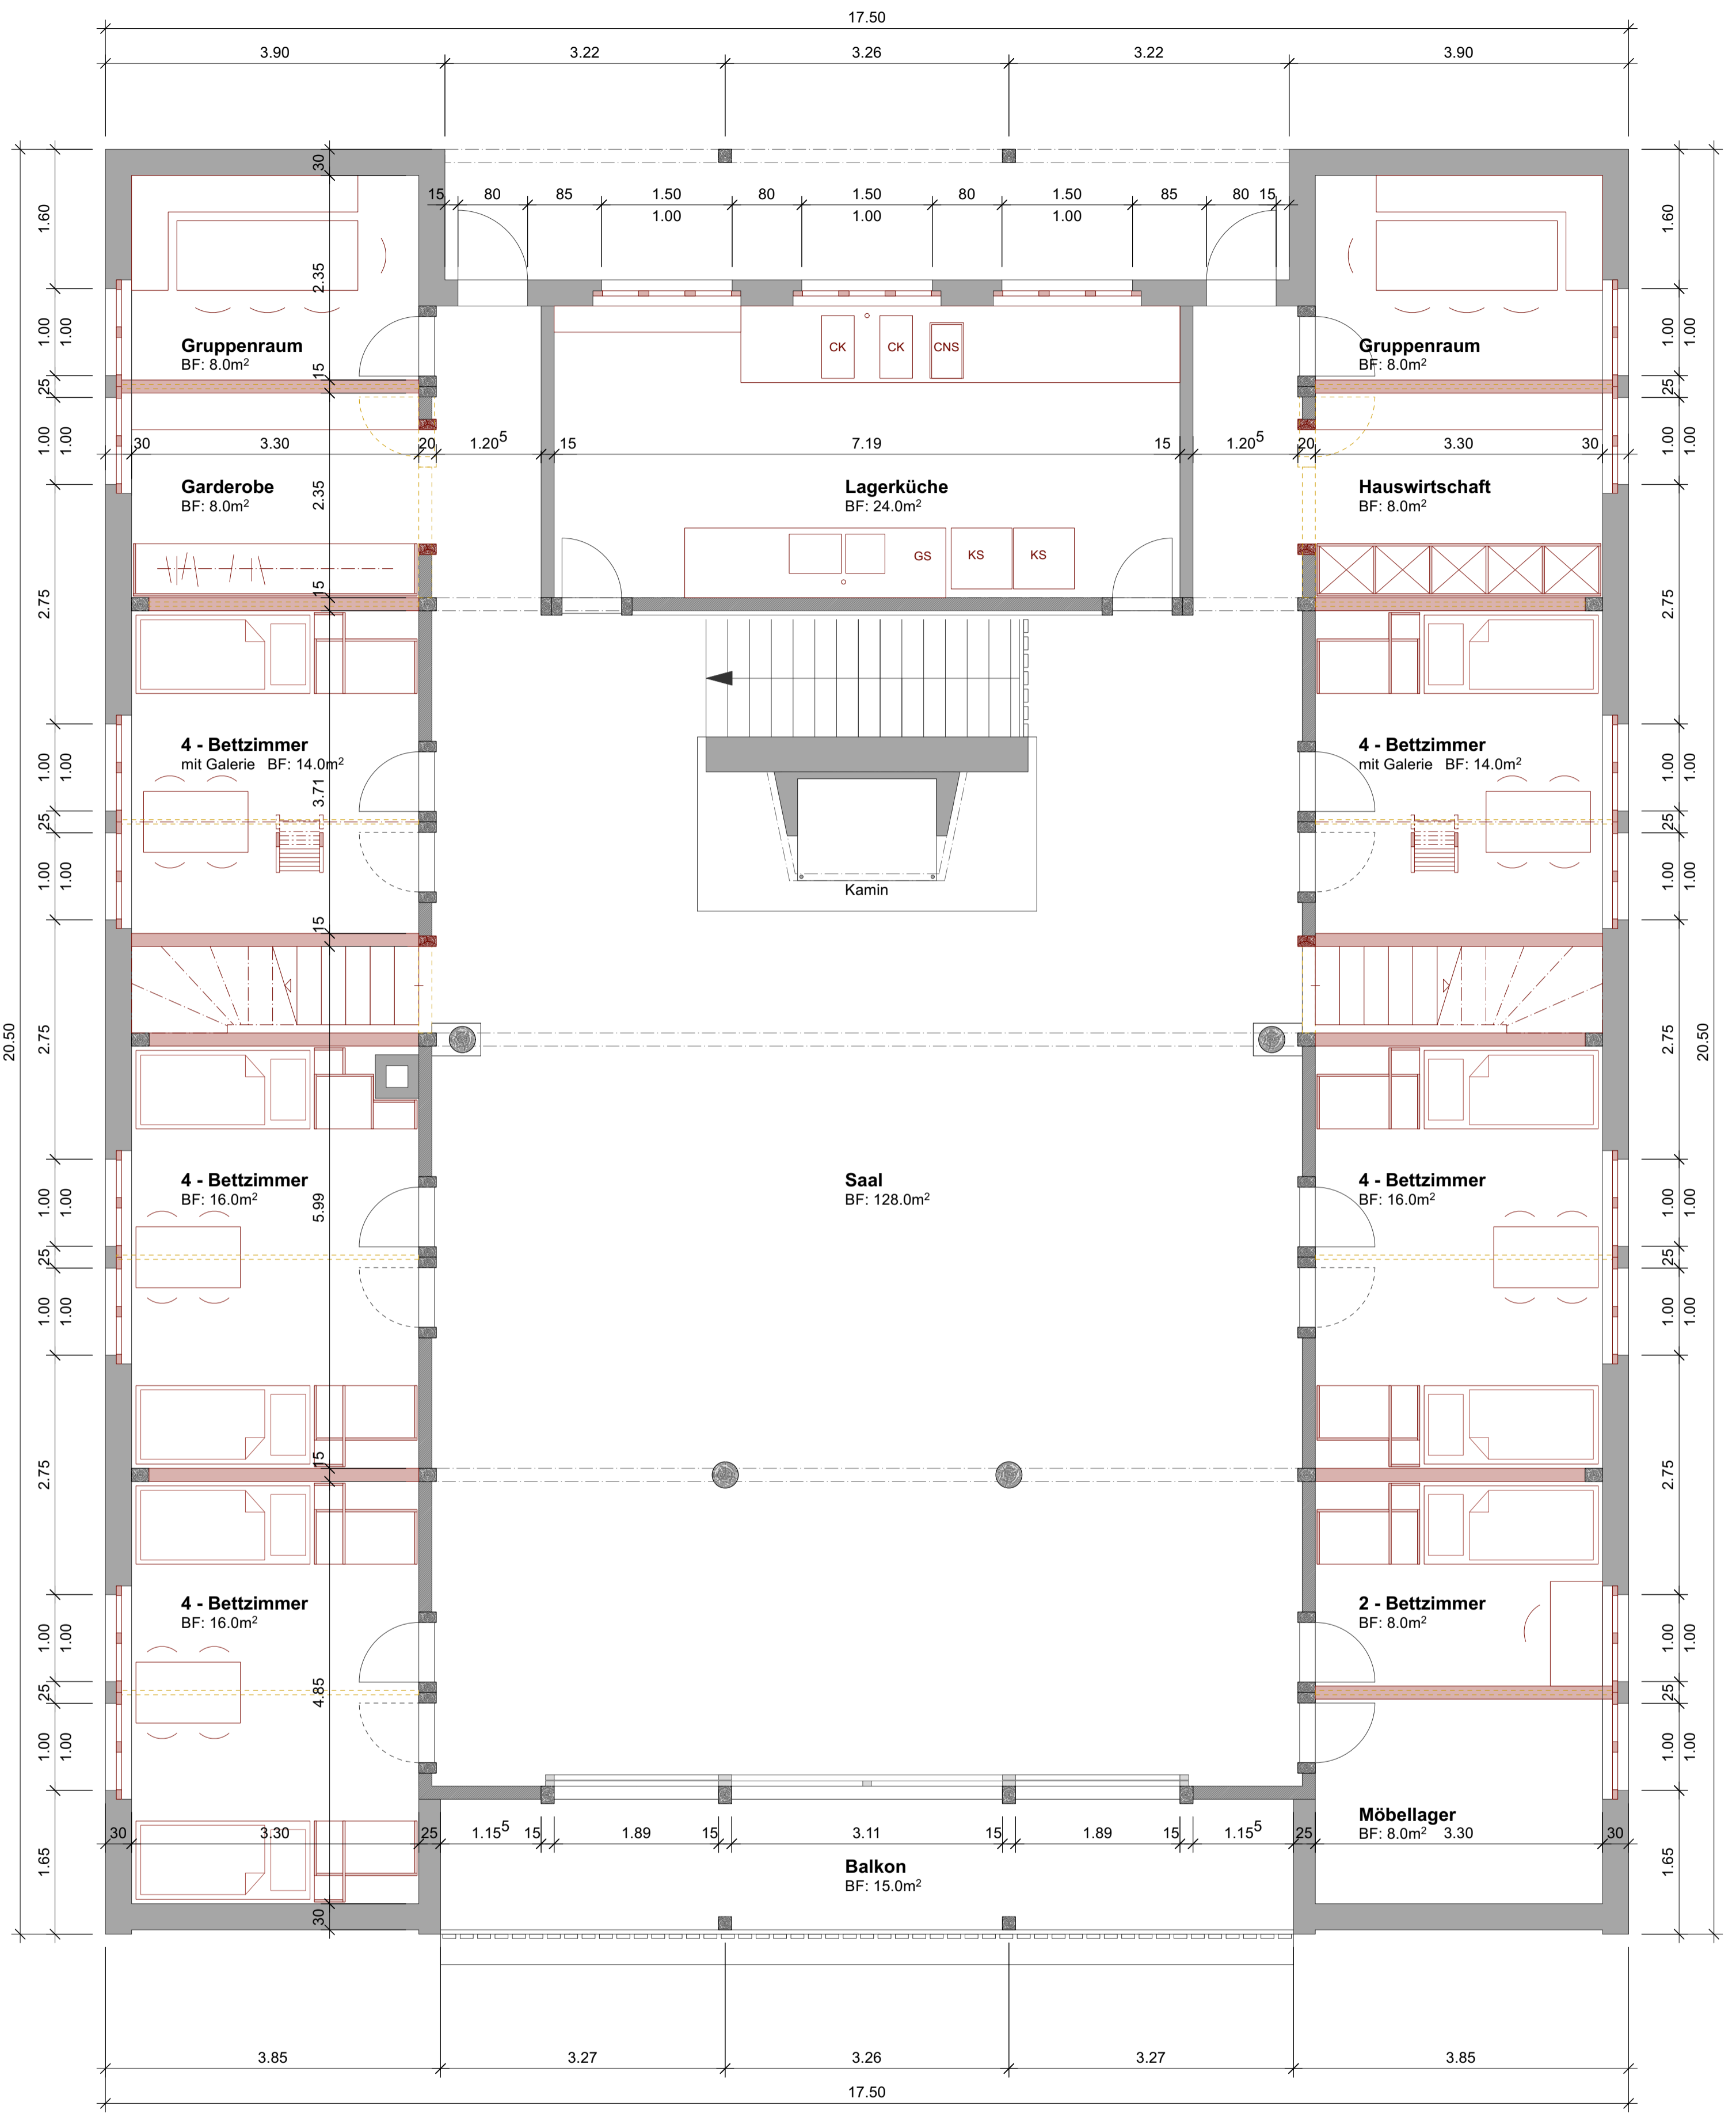 17.50
3.90 3.22 3.26 3.22 3.90
30
15 80 85 1.50 80 1.50 80 1.50 85 80 15
1.00 1.00 1.00
1.60 1.60
2.35
1.00 1.00 1.00 1.00
Gruppenraum
BF: 8.0m²
CK CK CNS
Gruppenraum
BF: 8.0m²
15
25 25
1.00 1.00 1.00 1.00
30 3.30 20 1.20⁵ 15 7.19 15 1.20⁵ 20 3.30 30
Garderobe
BF: 8.0m²
2.35
Lagerküche
BF: 24.0m²
Hauswirtschaft
BF: 8.0m²
GS KS KS
15
2.75 2.75
4 - Bettzimmer
mit Galerie BF: 14.0m²
4 - Bettzimmer
mit Galerie BF: 14.0m²
1.00 1.00 3.71 1.00 1.00
25 25
1.00 1.00 1.00 1.00
Kamin
15
20.50 2.75 2.75 20.50
4 - Bettzimmer
BF: 16.0m²
Saal
BF: 128.0m²
4 - Bettzimmer
BF: 16.0m²
1.00 1.00 5.99 1.00 1.00
25 25
1.00 1.00 1.00 1.00
15
2.75 2.75
4 - Bettzimmer
BF: 16.0m²
2 - Bettzimmer
BF: 8.0m²
1.00 1.00 1.00 1.00
25 4.85 25
1.00 1.00 1.00 1.00
Möbellager
BF: 8.0m² 3.30 30
30 3.30 25 1.15⁵ 15 1.89 15 3.11 15 1.89 15 1.15⁵ 25
1.65 1.65
Balkon
BF: 15.0m²
30
3.85 3.27 3.26 3.27 3.85
17.50